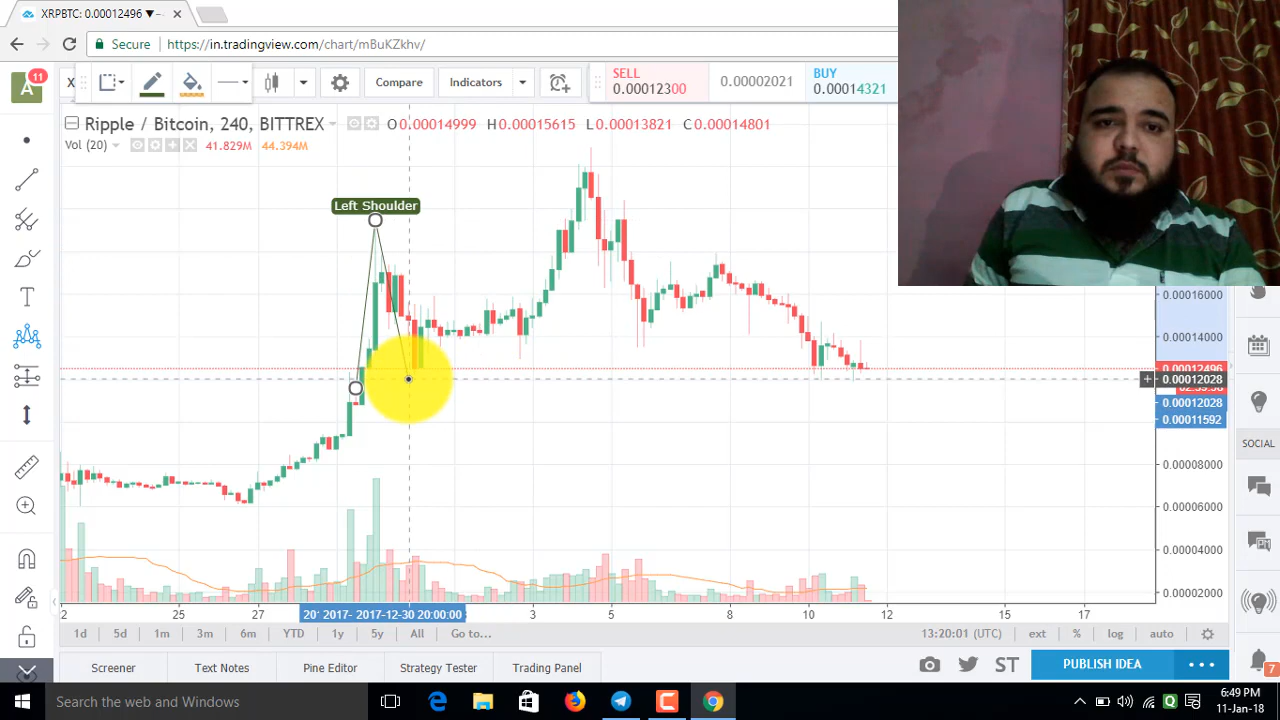 XRPBTC: 0.00012496 ▼ –
Secure https://in.tradingview.com/chart/mBuKZkhv/
A 11
X
Compare
Indicators
SELL
0.00012300
0.00002021
BUY
0.00014321
Ripple / Bitcoin, 240, BITTREX
O 0.00014999 H 0.00015615 L 0.00013821 C 0.00014801
Vol (20) 41.829M 44.394M
Left Shoulder
0.00016000
0.00014000
0.00012496
0.00012028
0.00012028
0.00011592
0.00008000
0.00006000
0.00004000
0.00002000
2 25 27 20' 2017 - 2017-12-30 20:00:00 3 5 8 10 12 15 17
1d 5d 1m 3m 6m YTD 1y 5y All Go to... 13:20:01 (UTC) ext % log auto
SOCIAL
Screener Text Notes Pine Editor Strategy Tester Trading Panel ST PUBLISH IDEA 7
Search the web and Windows
6:49 PM
11-Jan-18